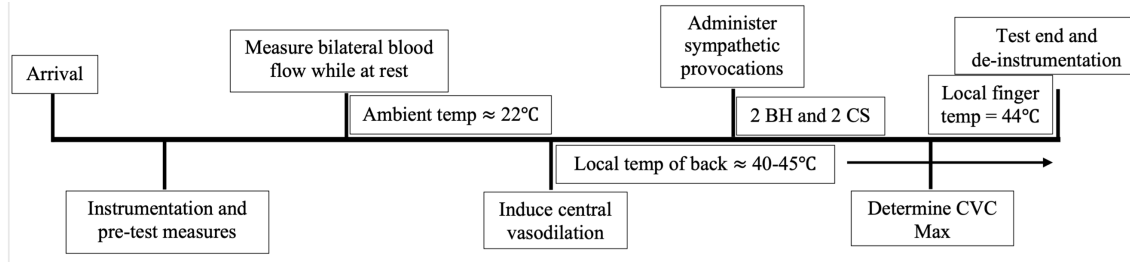 Arrival
Instrumentation and
pre-test measures
Measure bilateral blood
flow while at rest
Ambient temp ≈ 22℃
Induce central
vasodilation
Local temp of back ≈ 40-45℃
Administer
sympathetic
provocations
2 BH and 2 CS
Determine CVC
Max
Local finger
temp = 44℃
Test end and
de-instrumentation